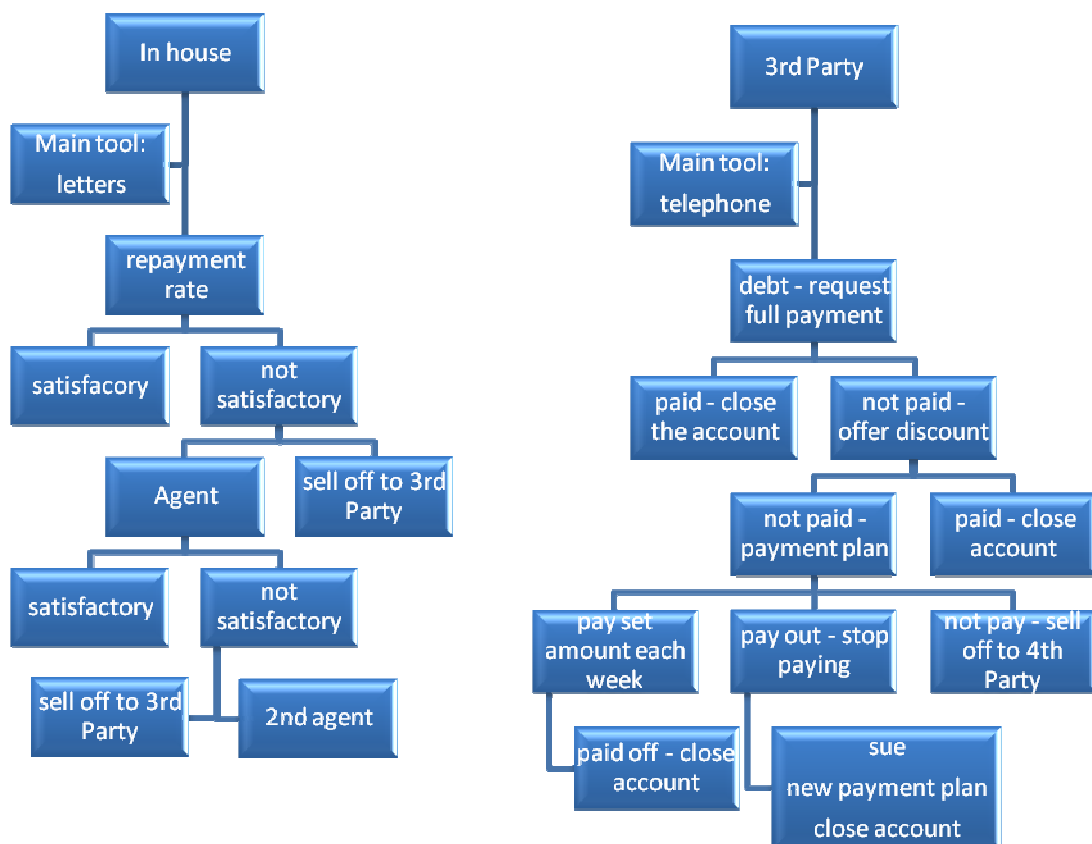 In house
Main tool:
letters
repayment
rate
satisfacory
not
satisfactory
Agent
sell off to 3rd
Party
satisfactory
not
satisfactory
sell off to 3rd
Party
2nd agent
3rd Party
Main tool:
telephone
debt - request
full payment
paid - close
the account
not paid -
offer discount
not paid -
payment plan
paid - close
account
pay set
amount each
week
pay out - stop
paying
not pay - sell
off to 4th
Party
paid off - close
account
sue
new payment plan
close account